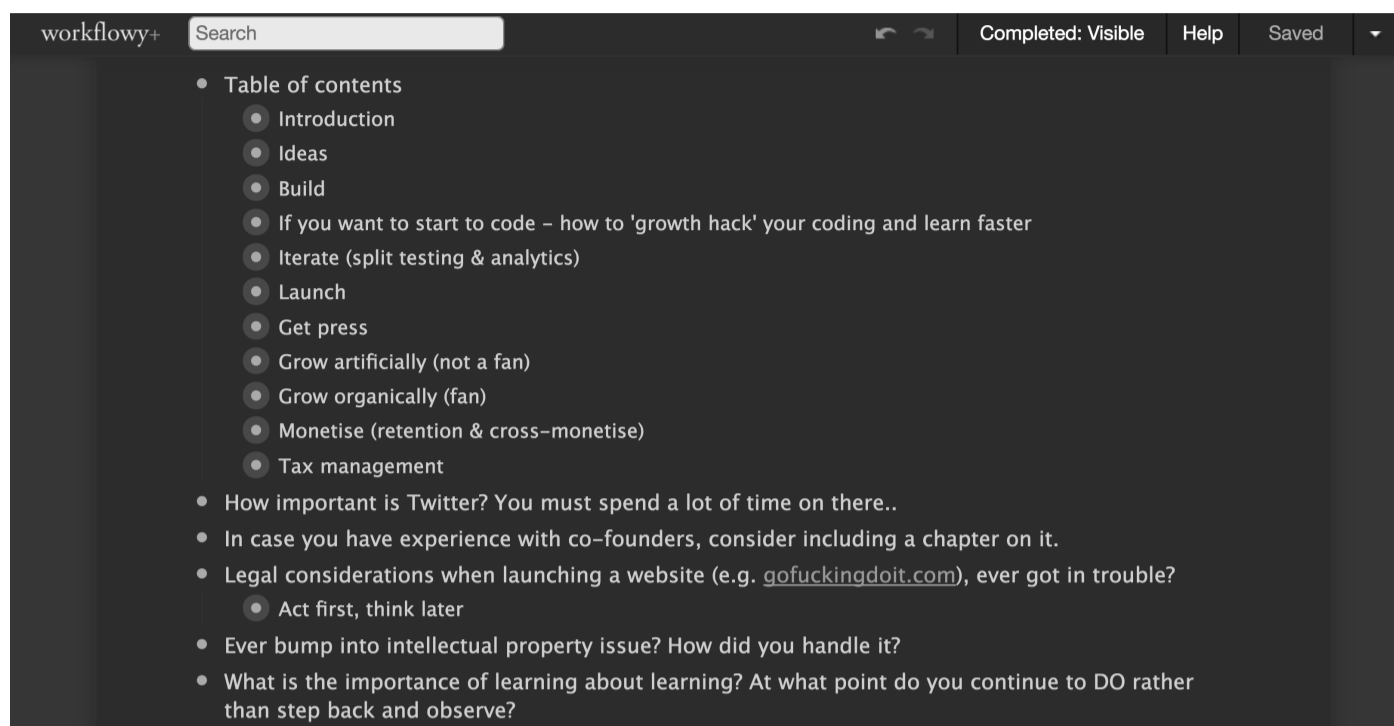 workflowy+ Search Completed: Visible Help Saved
Table of contents
Introduction
Ideas
Build
If you want to start to code – how to 'growth hack' your coding and learn faster
Iterate (split testing & analytics)
Launch
Get press
Grow artificially (not a fan)
Grow organically (fan)
Monetise (retention & cross-monetise)
Tax management
How important is Twitter? You must spend a lot of time on there..
In case you have experience with co-founders, consider including a chapter on it.
Legal considerations when launching a website (e.g. gofuckingdoit.com), ever got in trouble?
Act first, think later
Ever bump into intellectual property issue? How did you handle it?
What is the importance of learning about learning? At what point do you continue to DO rather
than step back and observe?